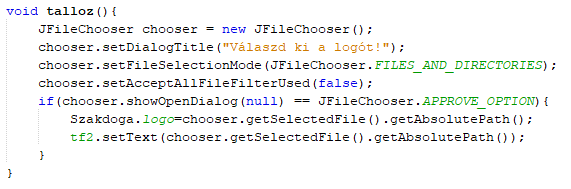 void talloz(){
    JFileChooser chooser = new JFileChooser();
    chooser.setDialogTitle("Válaszd ki a logót!");
    chooser.setFileSelectionMode(JFileChooser.FILES_AND_DIRECTORIES);
    chooser.setAcceptAllFileFilterUsed(false);
    if(chooser.showOpenDialog(null) == JFileChooser.APPROVE_OPTION){
        Szakdoga.logo=chooser.getSelectedFile().getAbsolutePath();
        tf2.setText(chooser.getSelectedFile().getAbsolutePath());
    }
}